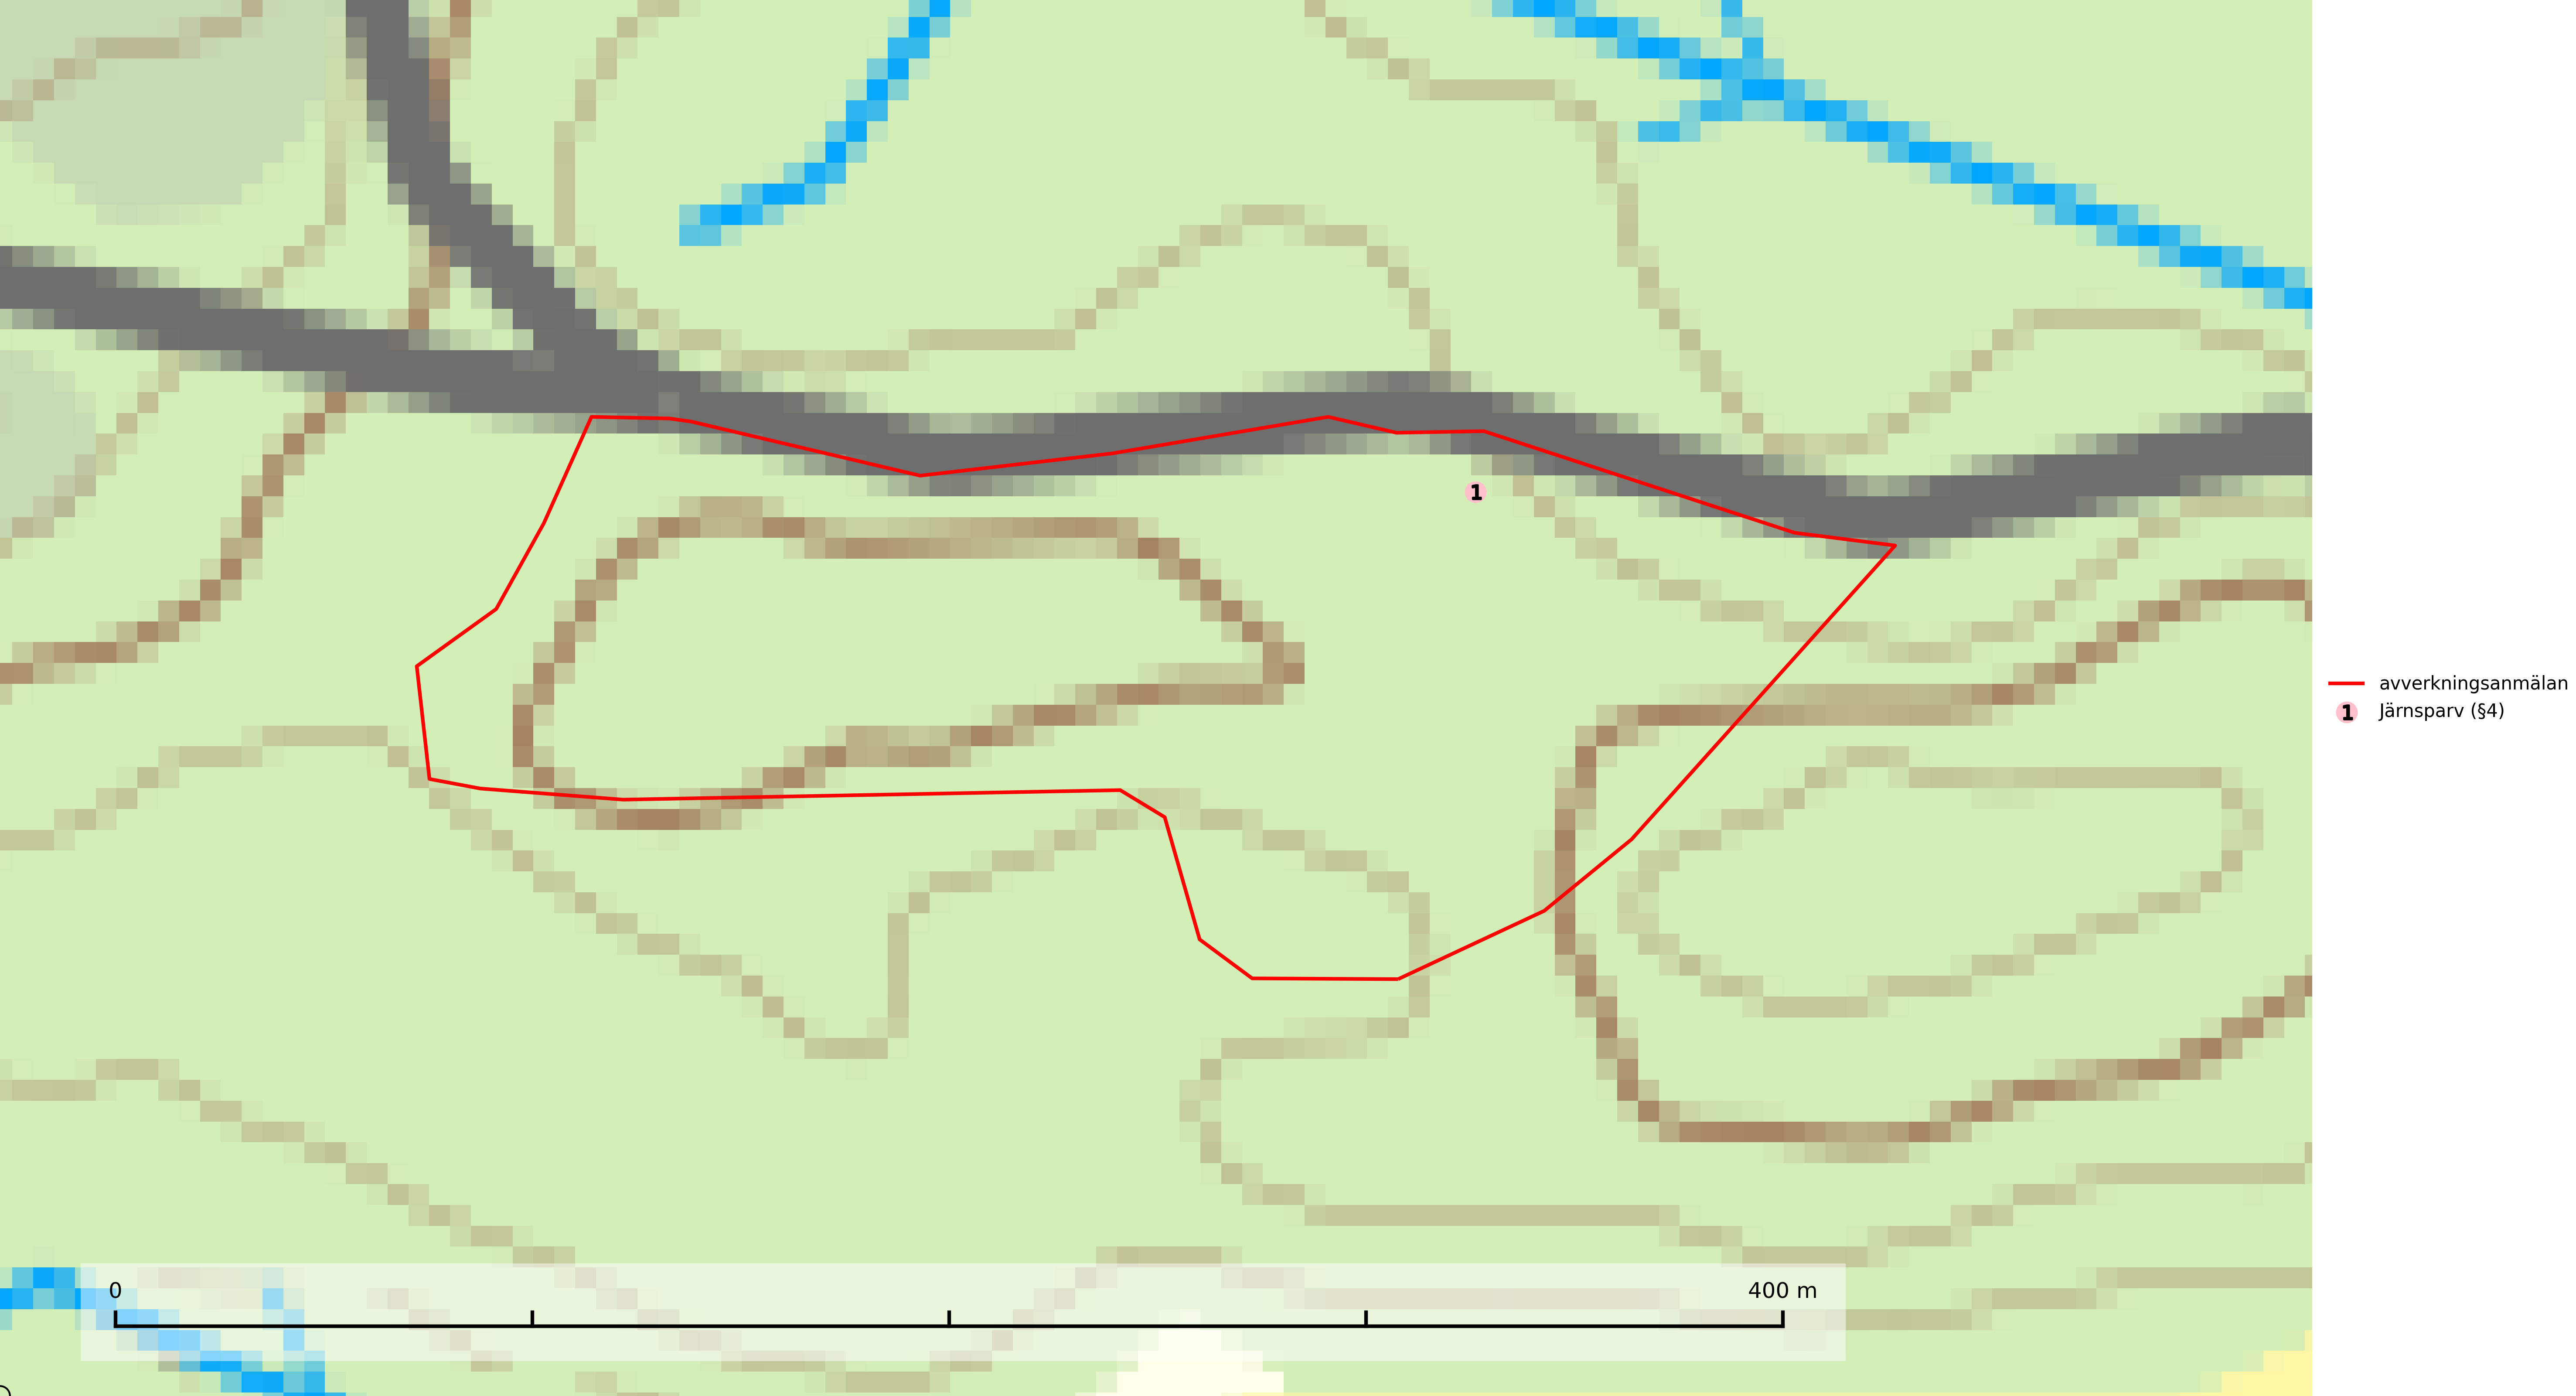 1
avverkningsanmälan
1 Järnsparv (§4)
0 400 m